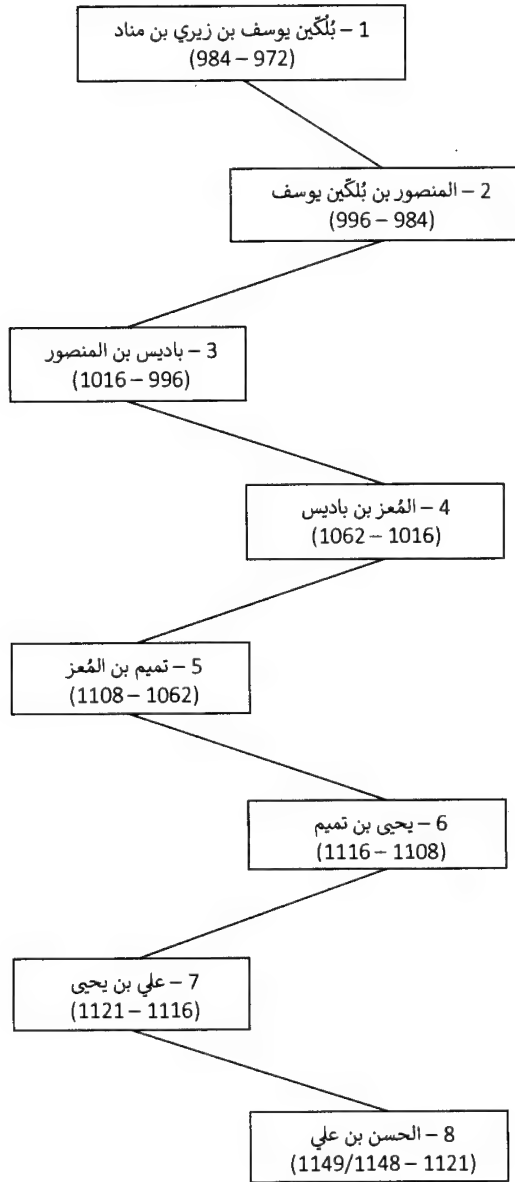 1 – بُلُكّين يوسف بن زيري بن مناد
(972 – 984)
2 – المنصور بن بُلكّين يوسف
(984 – 996)
3 – باديس بن المنصور
(996 – 1016)
4 – المُعز بن باديس
(1016 – 1062)
5 – تميم بن المُعز
(1062 – 1108)
6 – يحيى بن تميم
(1108 – 1116)
7 – علي بن يحيى
(1116 – 1121)
8 – الحسن بن علي
(1121 – 1148/1149)